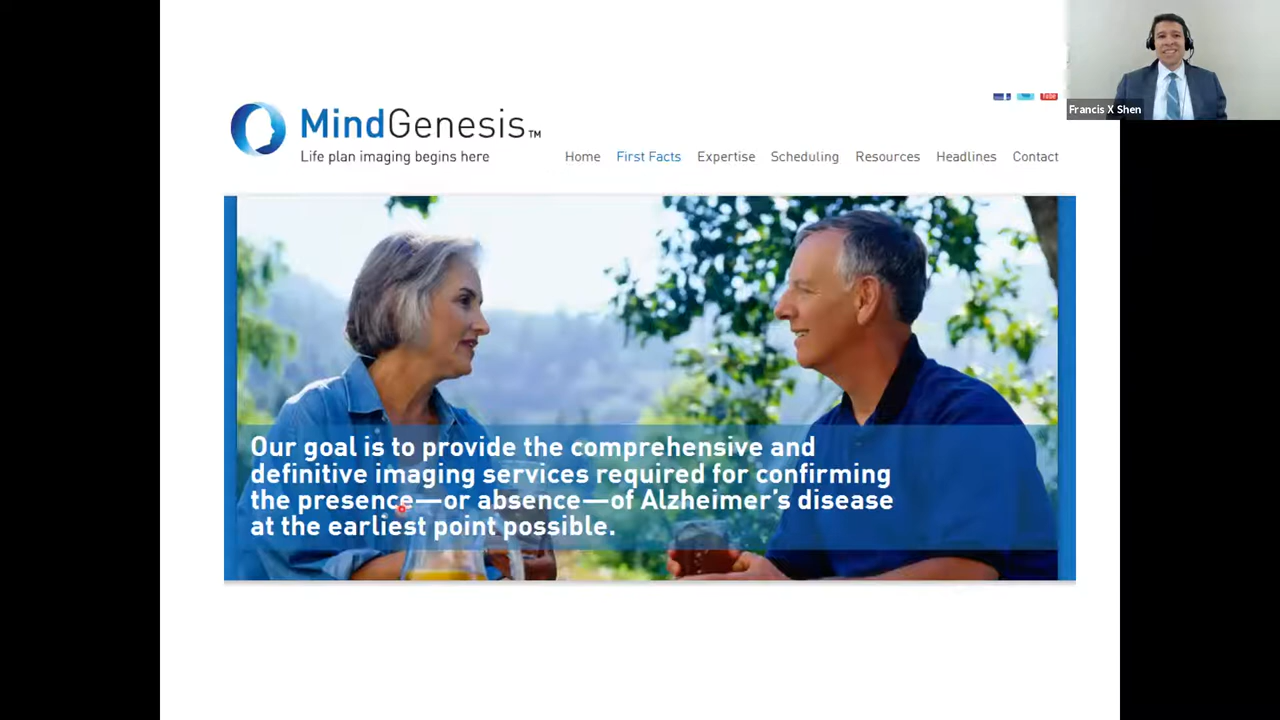 MindGenesis™
Life plan imaging begins here
Home First Facts Expertise Scheduling Resources Headlines Contact
Francis X Shen
Our goal is to provide the comprehensive and
definitive imaging services required for confirming
the presence—or absence—of Alzheimer's disease
at the earliest point possible.